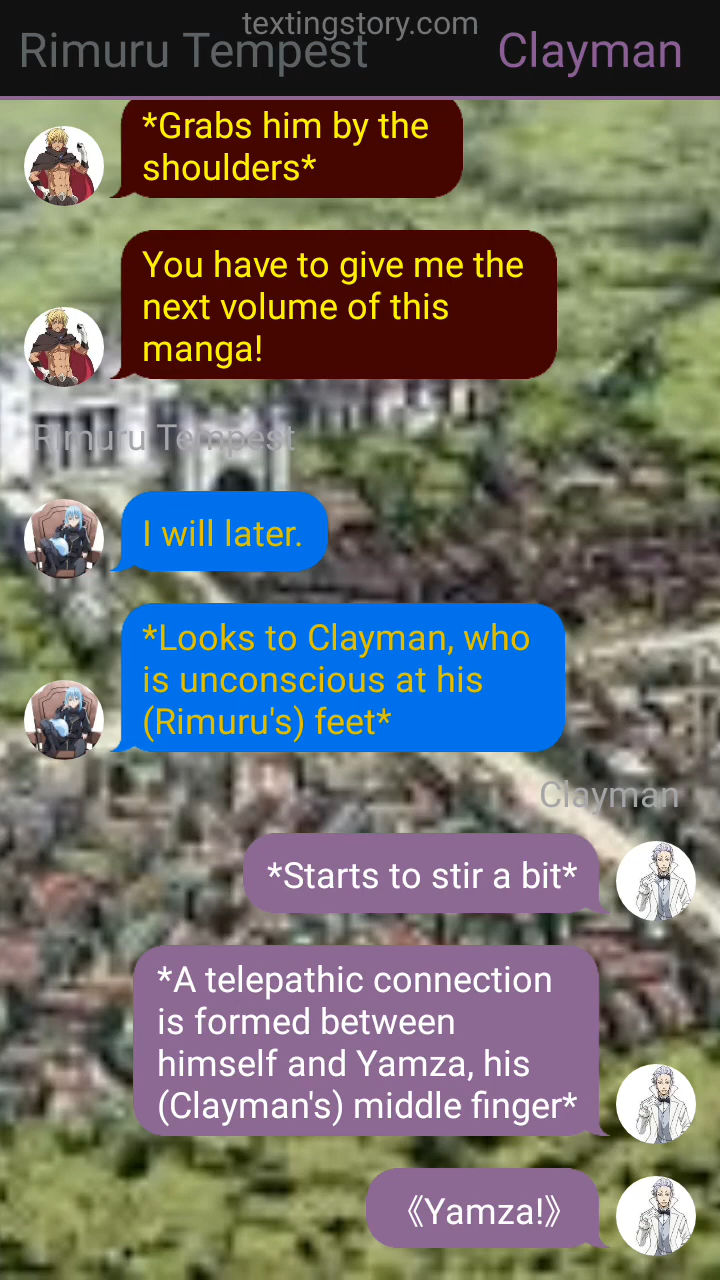 textingstory.com
Rimuru Tempest
Clayman
*Grabs him by the
shoulders*
You have to give me the
next volume of this
manga!
Rimuru Tempest
I will later.
*Looks to Clayman, who
is unconscious at his
(Rimuru's) feet*
Clayman
*Starts to stir a bit*
*A telepathic connection
is formed between
himself and Yamza, his
(Clayman's) middle finger*
《Yamza!》